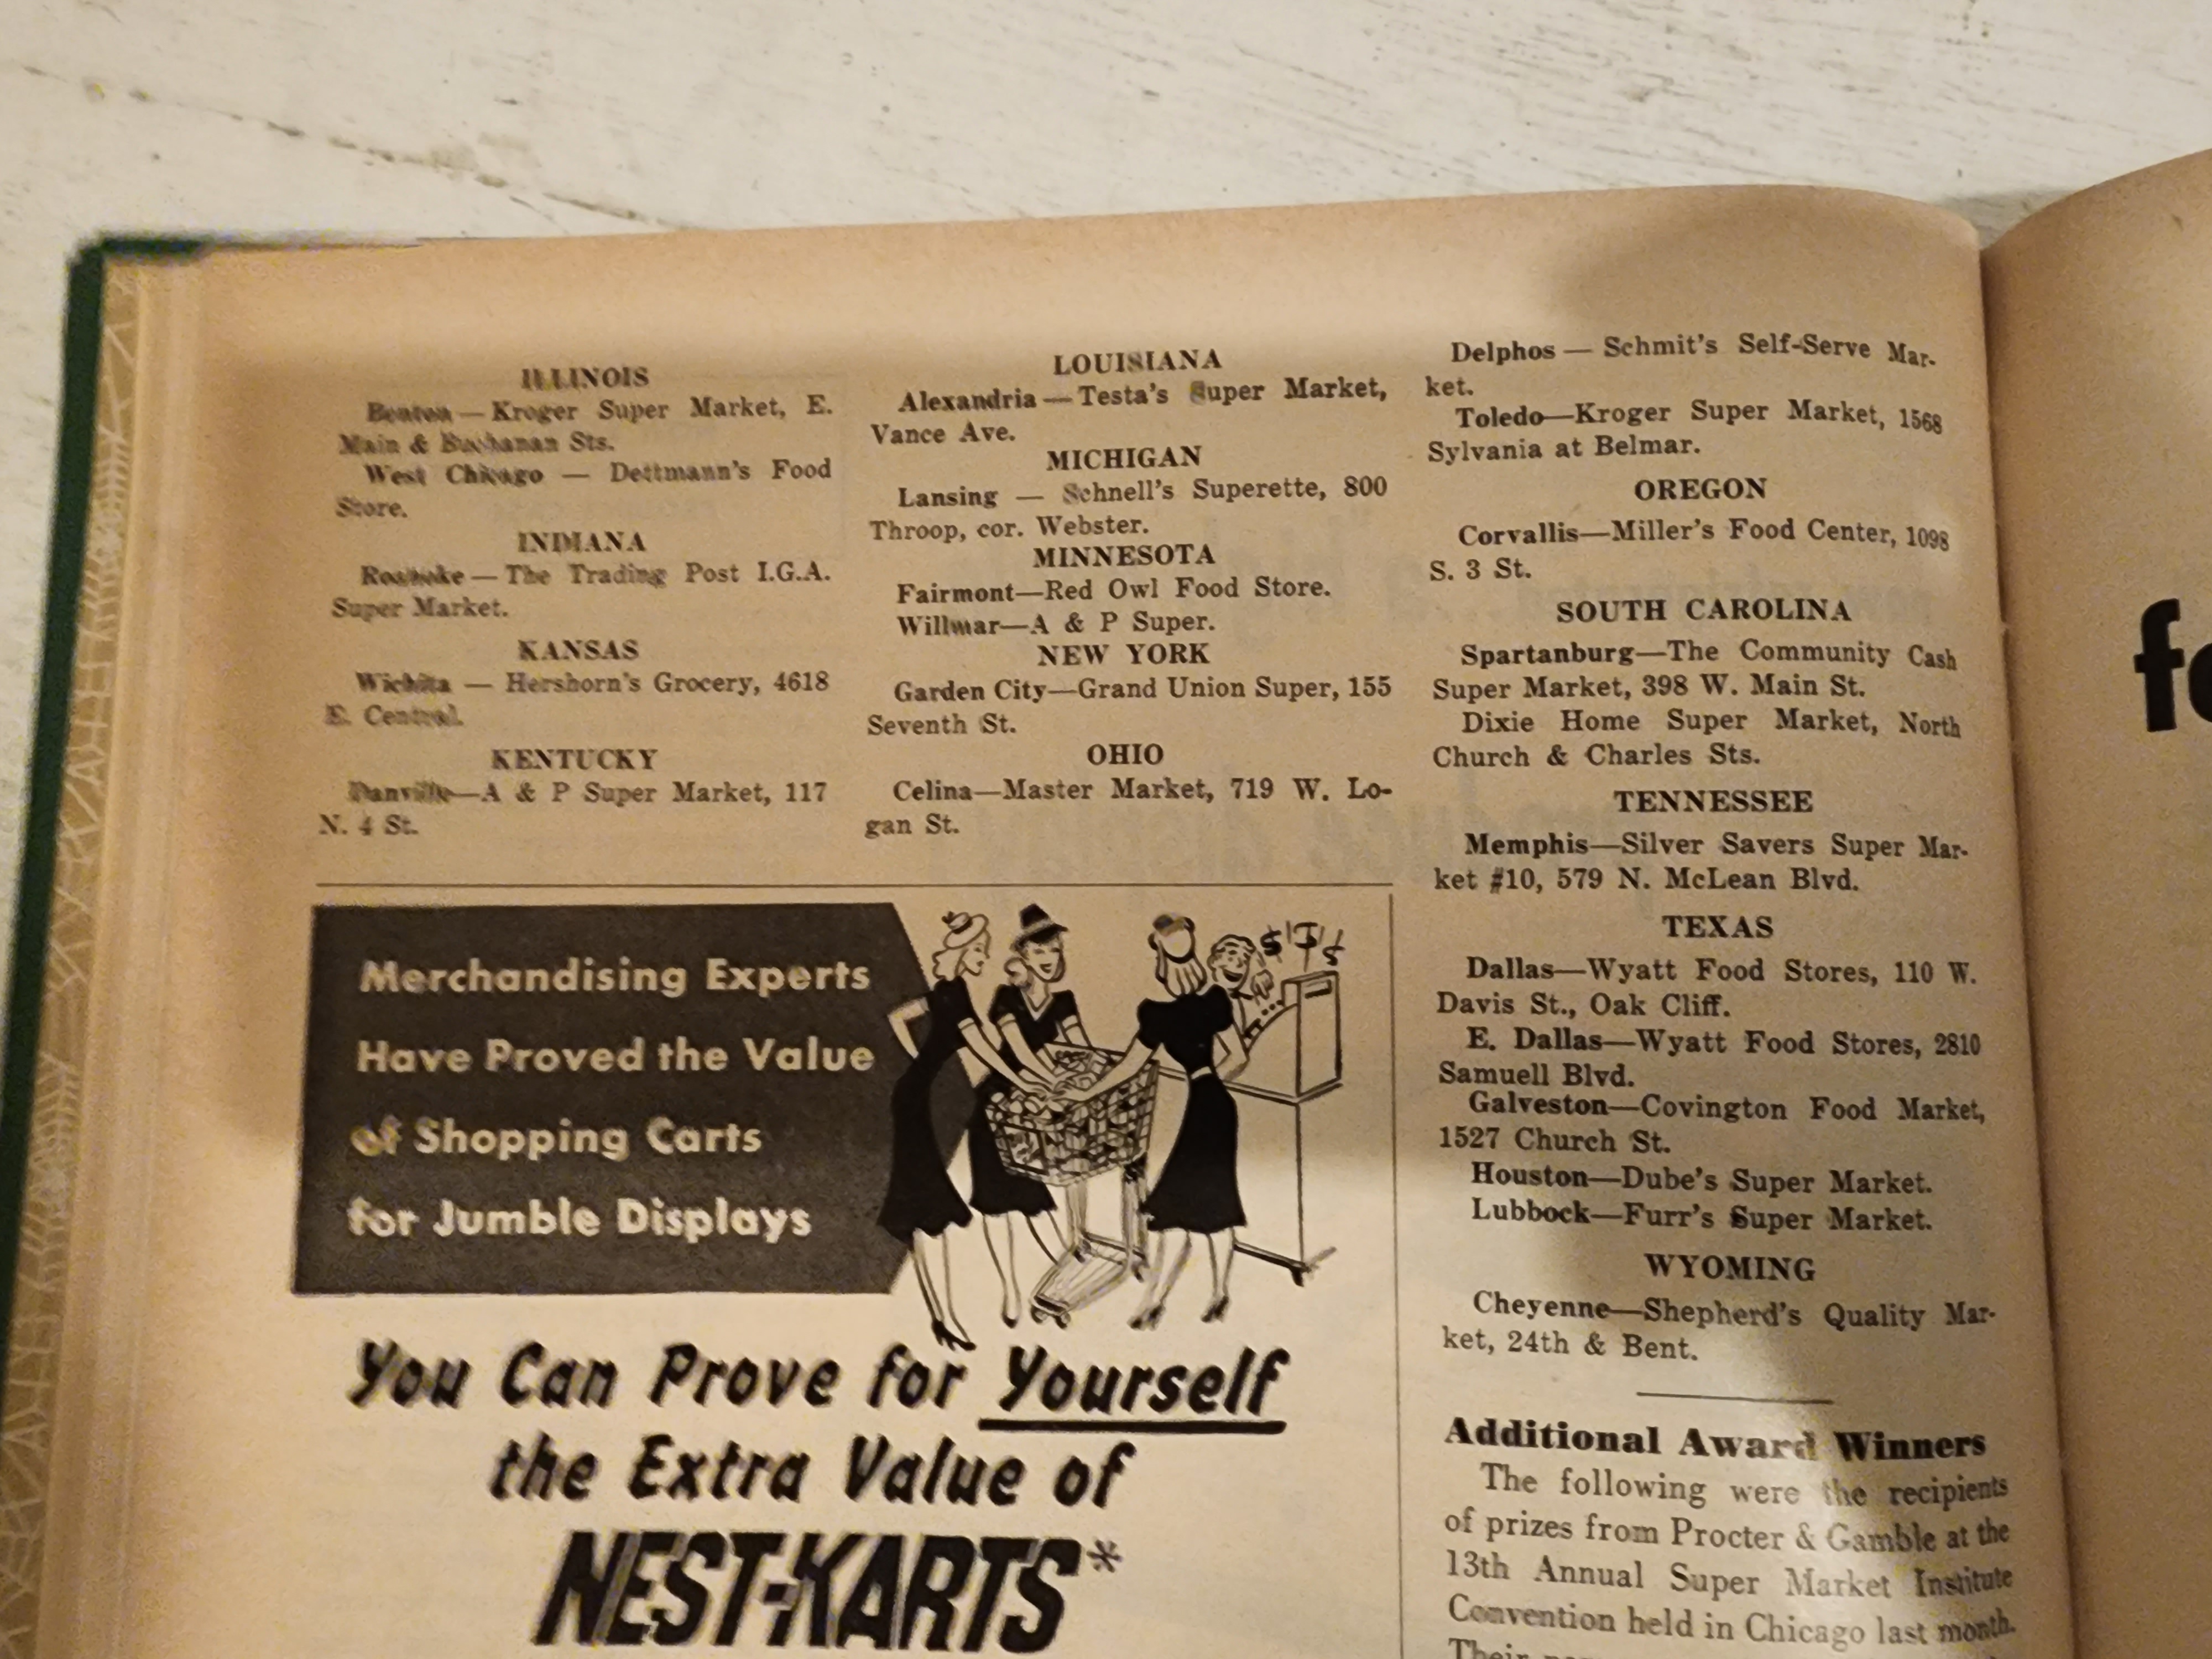 ILLINOIS
Benton — Kroger Super Market, E.
Main & Buchanan Sts.
West Chicago — Dettmann's Food
Store.
INDIANA
Roanoke — The Trading Post I.G.A.
Super Market.
KANSAS
Wichita — Hershorn's Grocery, 4618
E. Central.
KENTUCKY
Danville—A & P Super Market, 117
N. 4 St.
LOUISIANA
Alexandria — Testa's Super Market,
Vance Ave.
MICHIGAN
Lansing — Schnell's Superette, 800
Throop, cor. Webster.
MINNESOTA
Fairmont—Red Owl Food Store.
Willmar—A & P Super.
NEW YORK
Garden City—Grand Union Super, 155
Seventh St.
OHIO
Celina—Master Market, 719 W. Lo-
gan St.
Delphos — Schmit's Self-Serve Mar-
ket.
Toledo—Kroger Super Market, 1568
Sylvania at Belmar.
OREGON
Corvallis—Miller's Food Center, 1098
S. 3 St.
SOUTH CAROLINA
Spartanburg—The Community Cash
Super Market, 398 W. Main St.
Dixie Home Super Market, North
Church & Charles Sts.
TENNESSEE
Memphis—Silver Savers Super Mar-
ket #10, 579 N. McLean Blvd.
TEXAS
Dallas—Wyatt Food Stores, 110 W.
Davis St., Oak Cliff.
E. Dallas—Wyatt Food Stores, 2810
Samuell Blvd.
Galveston—Covington Food Market,
1527 Church St.
Houston—Dube's Super Market.
Lubbock—Furr's Super Market.
WYOMING
Cheyenne—Shepherd's Quality Mar-
ket, 24th & Bent.
Additional Award Winners
The following were the recipients
of prizes from Procter & Gamble at the
13th Annual Super Market Institute
Convention held in Chicago last month.
Their
Merchandising Experts
Have Proved the Value
of Shopping Carts
for Jumble Displays
You Can Prove for Yourself
the Extra Value of
NEST-KARTS*